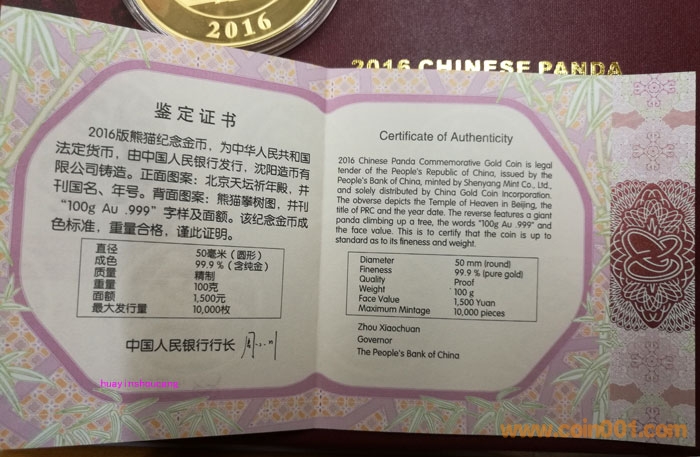 2016
2016 CHINESE PANDA
鉴定证书
2016版熊猫纪念金币，为中华人民共和国
法定货币，由中国人民银行发行，沈阳造币有
限公司铸造。正面图案：北京天坛祈年殿，并
刊国名、年号。背面图案：熊猫攀树图，并刊
“100g Au .999”字样及面额。该纪念金币成
色标准，重量合格，谨此证明。
直径 50毫米（圆形）
成色 99.9%（含纯金）
质量 精制
重量 100克
面额 1,500元
最大发行量 10,000枚
中国人民银行行长
huayinshoucang
Certificate of Authenticity
2016 Chinese Panda Commemorative Gold Coin is legal
tender of the People's Republic of China, issued by the
People's Bank of China, minted by Shenyang Mint Co., Ltd.,
and solely distributed by China Gold Coin Incorporation.
The obverse depicts the Temple of Heaven in Beijing, the
title of PRC and the year date. The reverse features a giant
panda climbing up a tree, the words "100g Au .999" and
the face value. This is to certify that the coin is up to
standard as to its fineness and weight.
Diameter 50 mm (round)
Fineness 99.9 % (pure gold)
Quality Proof
Weight 100 g
Face Value 1,500 Yuan
Maximum Mintage 10,000 pieces
Zhou Xiaochuan
Governor
The People's Bank of China
www.coin001.com